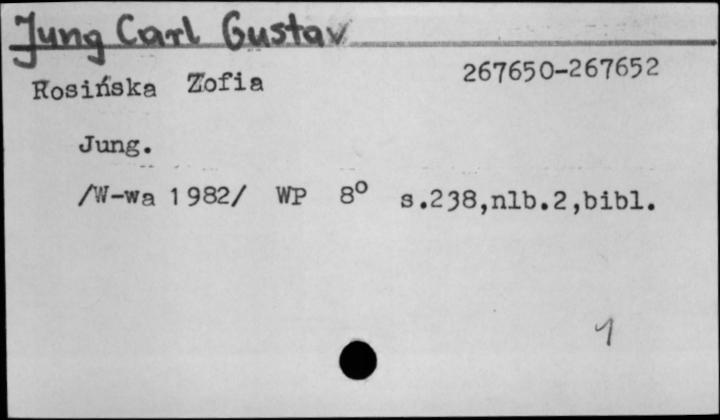 Jung Carl Gustav
Rosińska Zofia 267650-267652
Jung.
/W-wa 1982/ WP 8° s.238,nlb.2,bibl.
1